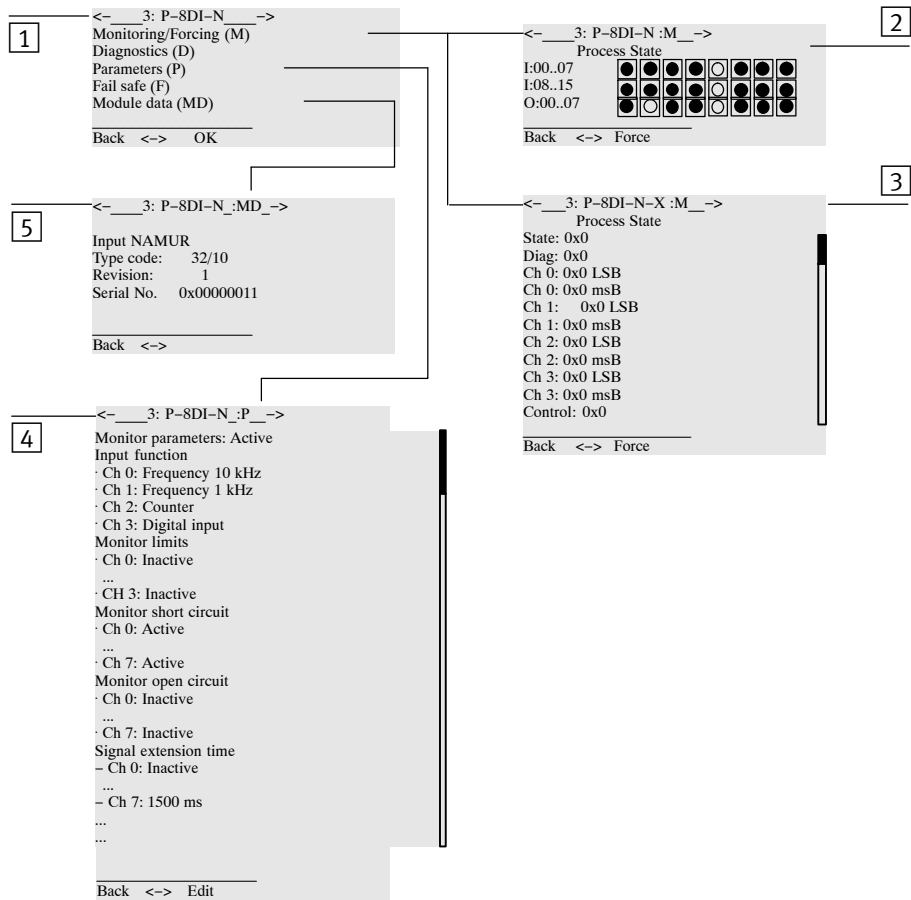 1
<-____3: P-8DI-N____->
Monitoring/Forcing (M)
Diagnostics (D)
Parameters (P)
Fail safe (F)
Module data (MD)
Back <-> OK
2
<-____3: P-8DI-N :M__->
Process State
I:00..07
I:08..15
O:00..07
Back <-> Force
3
<-___3: P-8DI-N-X :M__->
Process State
State: 0x0
Diag: 0x0
Ch 0: 0x0 LSB
Ch 0: 0x0 msB
Ch 1: 0x0 LSB
Ch 1: 0x0 msB
Ch 2: 0x0 LSB
Ch 2: 0x0 msB
Ch 3: 0x0 LSB
Ch 3: 0x0 msB
Control: 0x0
Back <-> Force
5
<-____3: P-8DI-N_:MD_->
Input NAMUR
Type code: 32/10
Revision: 1
Serial No. 0x00000011
Back <->
4
<-____3: P-8DI-N_:P__->
Monitor parameters: Active
Input function
· Ch 0: Frequency 10 kHz
· Ch 1: Frequency 1 kHz
· Ch 2: Counter
· Ch 3: Digital input
Monitor limits
· Ch 0: Inactive
...
· CH 3: Inactive
Monitor short circuit
· Ch 0: Active
...
· Ch 7: Active
Monitor open circuit
· Ch 0: Inactive
...
· Ch 7: Inactive
Signal extension time
– Ch 0: Inactive
...
– Ch 7: 1500 ms
...
...
Back <-> Edit